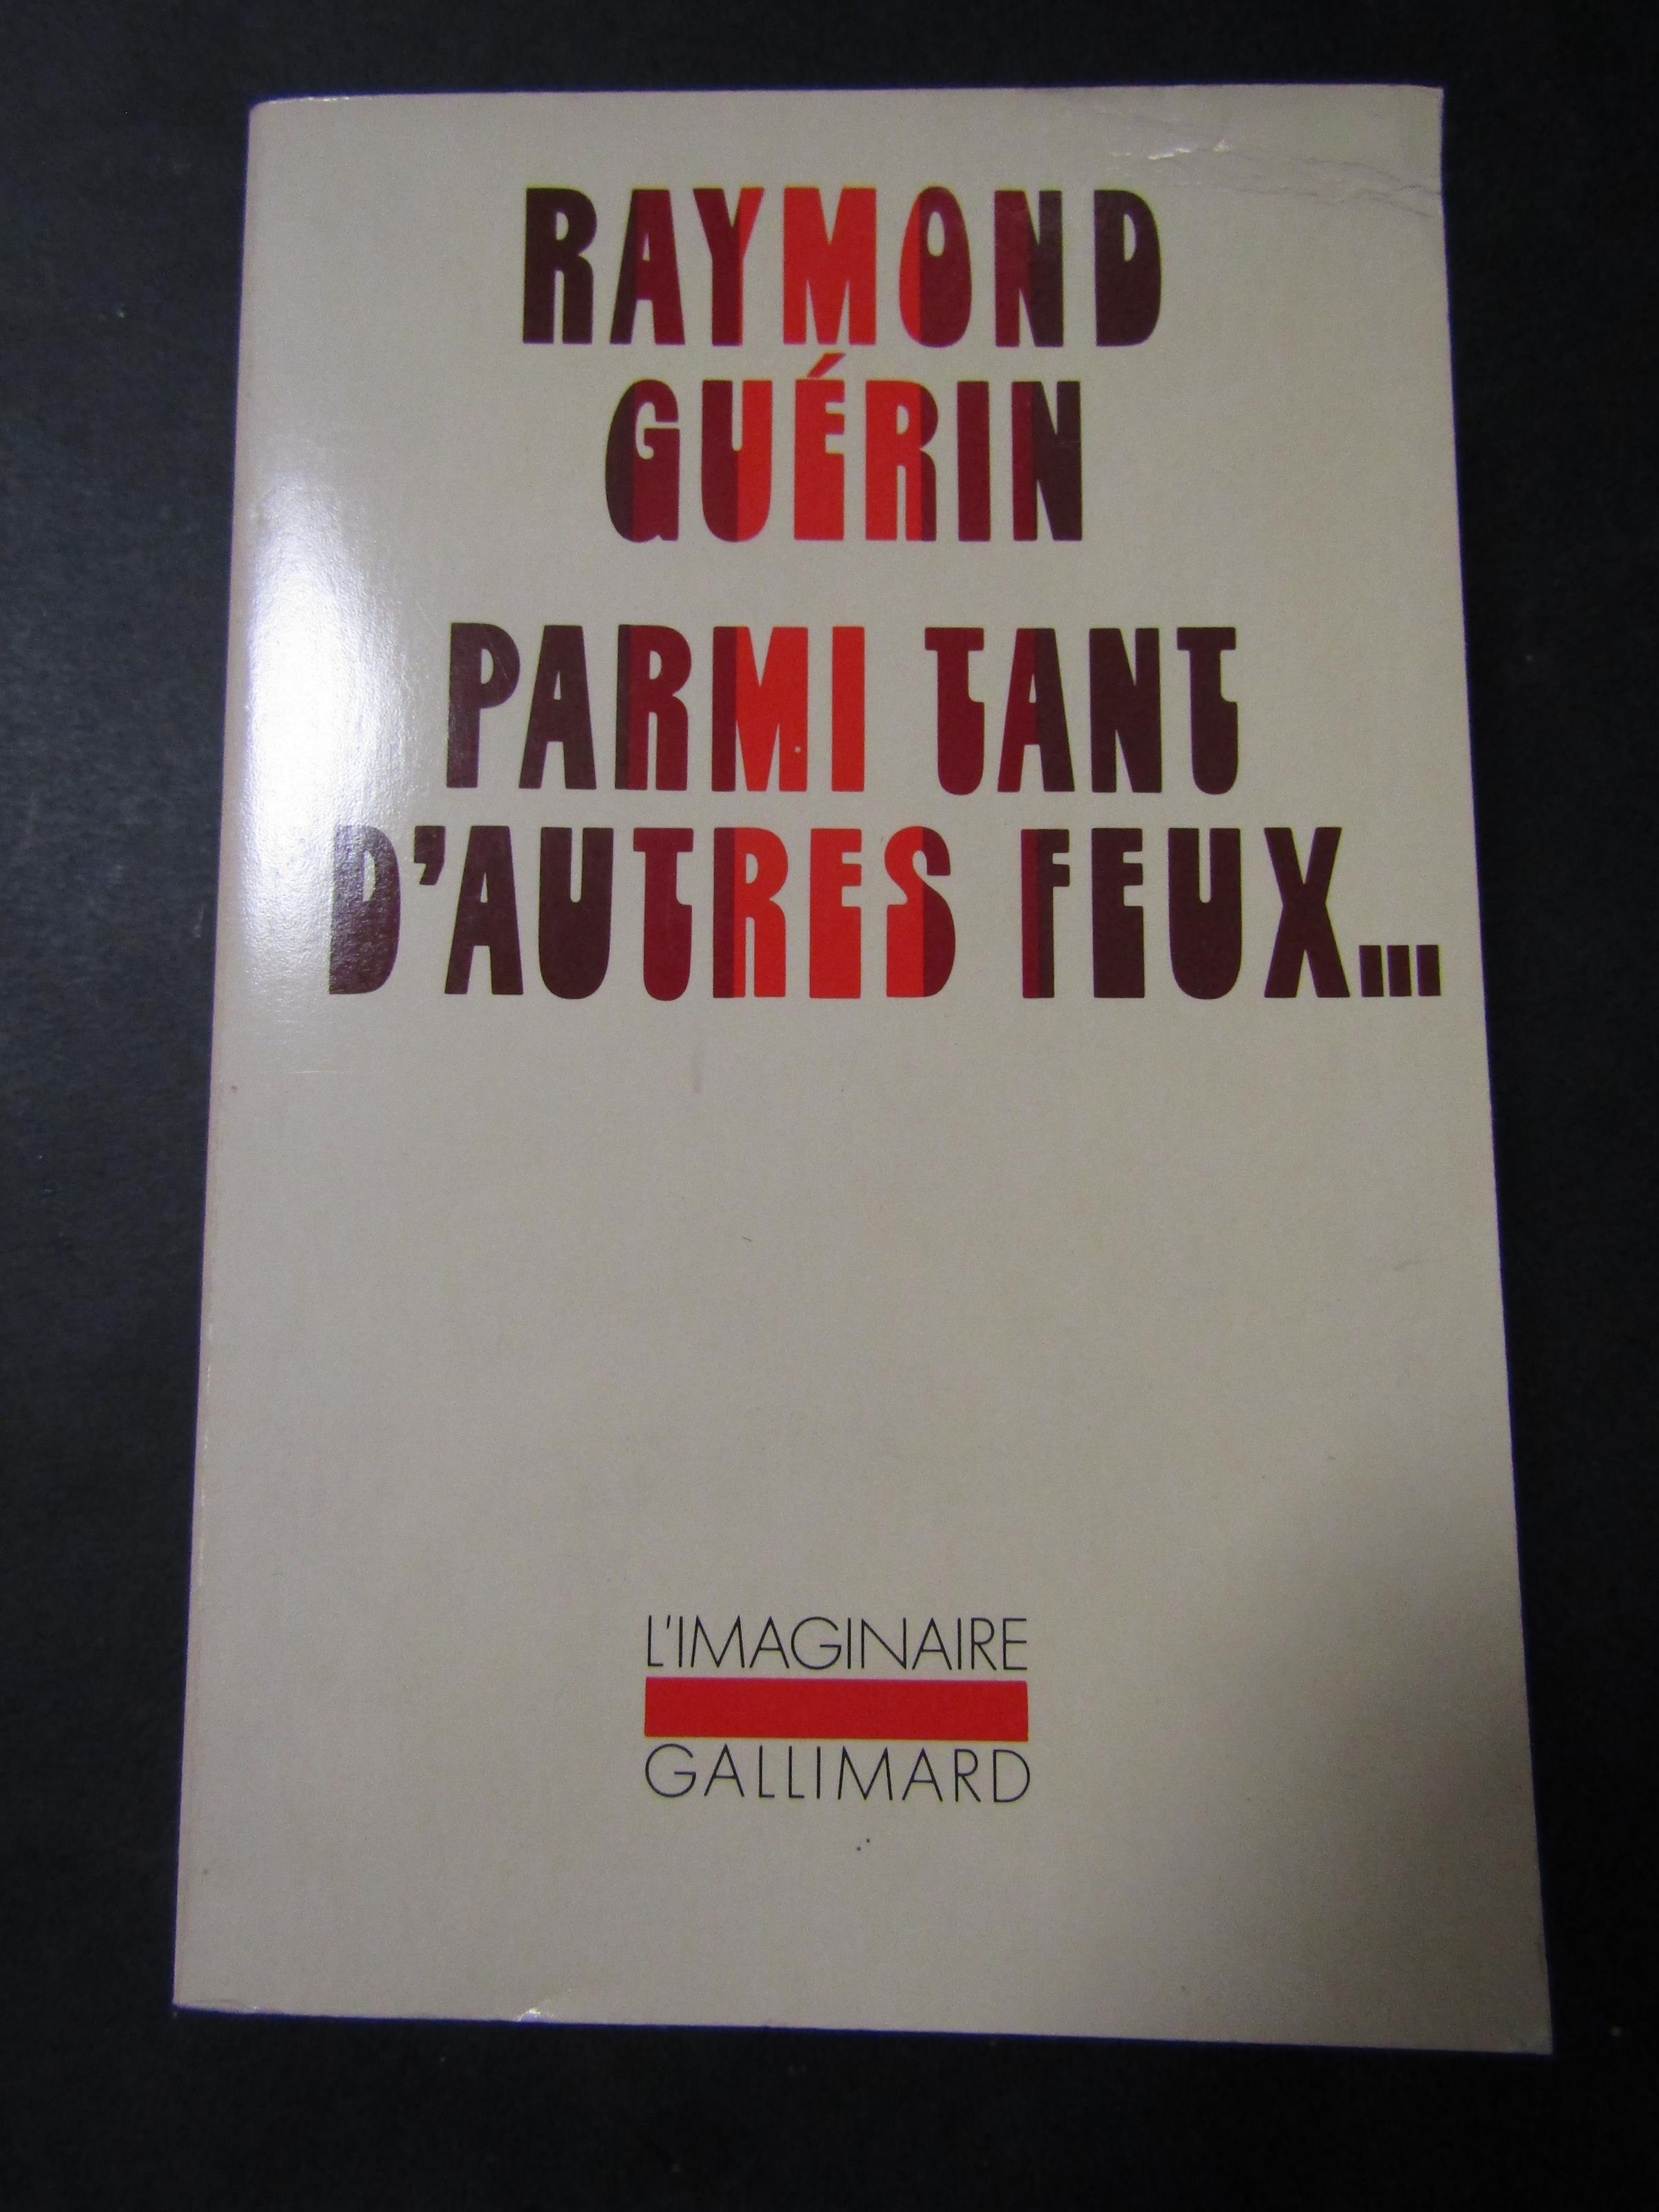 RAYMOND
GUÉRIN
PARMI TANT
D'AUTRES FEUX...
L'IMAGINAIRE
GALLIMARD